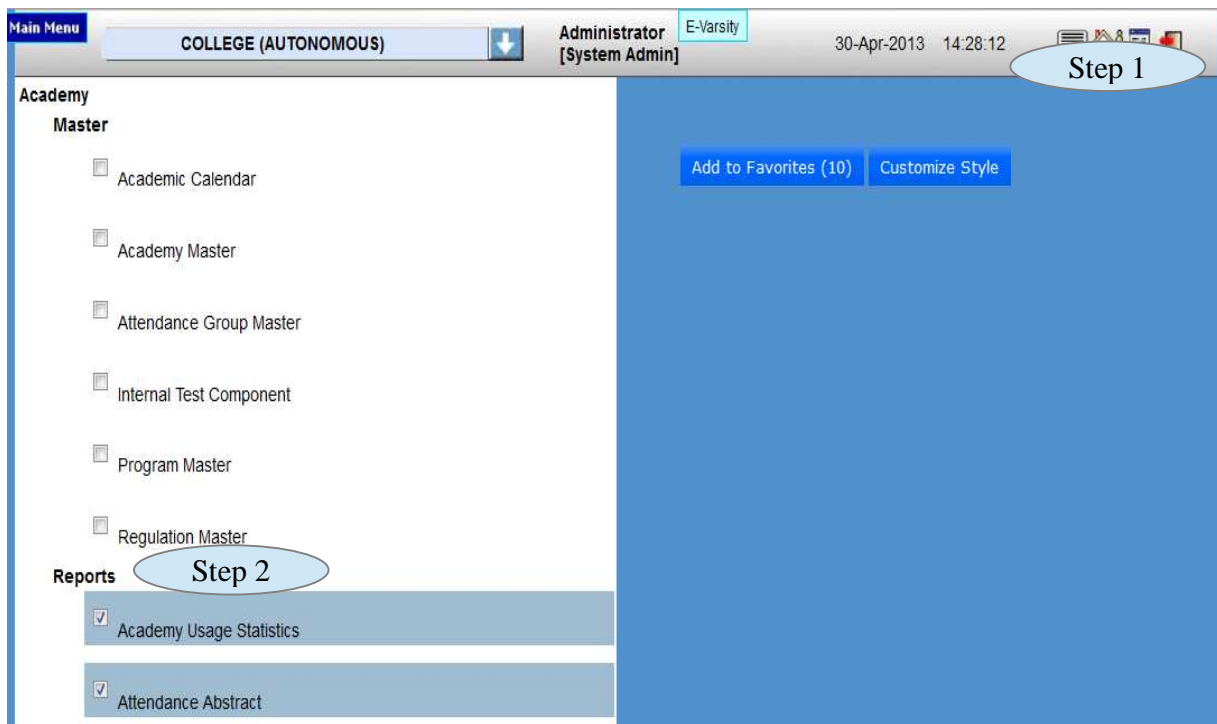 Main Menu
COLLEGE (AUTONOMOUS)
Administrator
[System Admin]
E-Varsity
30-Apr-2013 14:28:12
Step 1
Academy
Master
Academic Calendar
Academy Master
Attendance Group Master
Internal Test Component
Program Master
Regulation Master
Reports
Step 2
Academy Usage Statistics
Attendance Abstract
Add to Favorites (10)
Customize Style